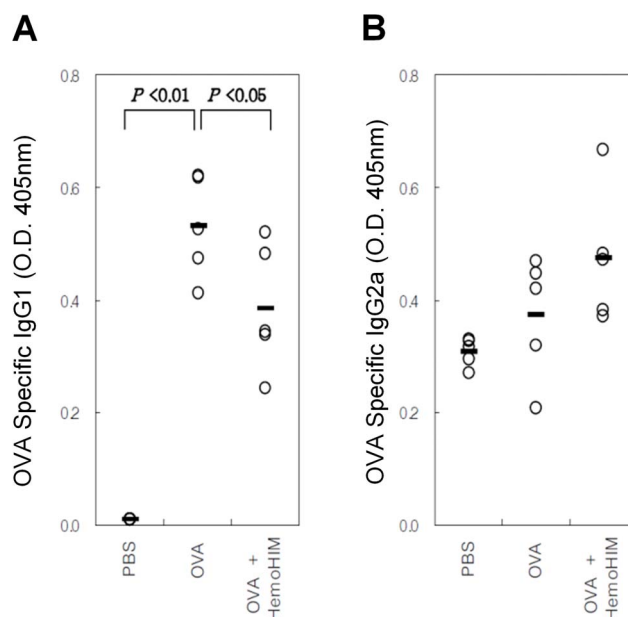 A
OVA Specific IgG1 (O.D. 405nm)
0.8
0.6
0.4
0.2
0.0
P <0.01
P <0.05
PBS
OVA
OVA +
HemoHIM
B
OVA Specific IgG2a (O.D. 405nm)
0.8
0.6
0.4
0.2
0.0
PBS
OVA
OVA +
HemoHIM